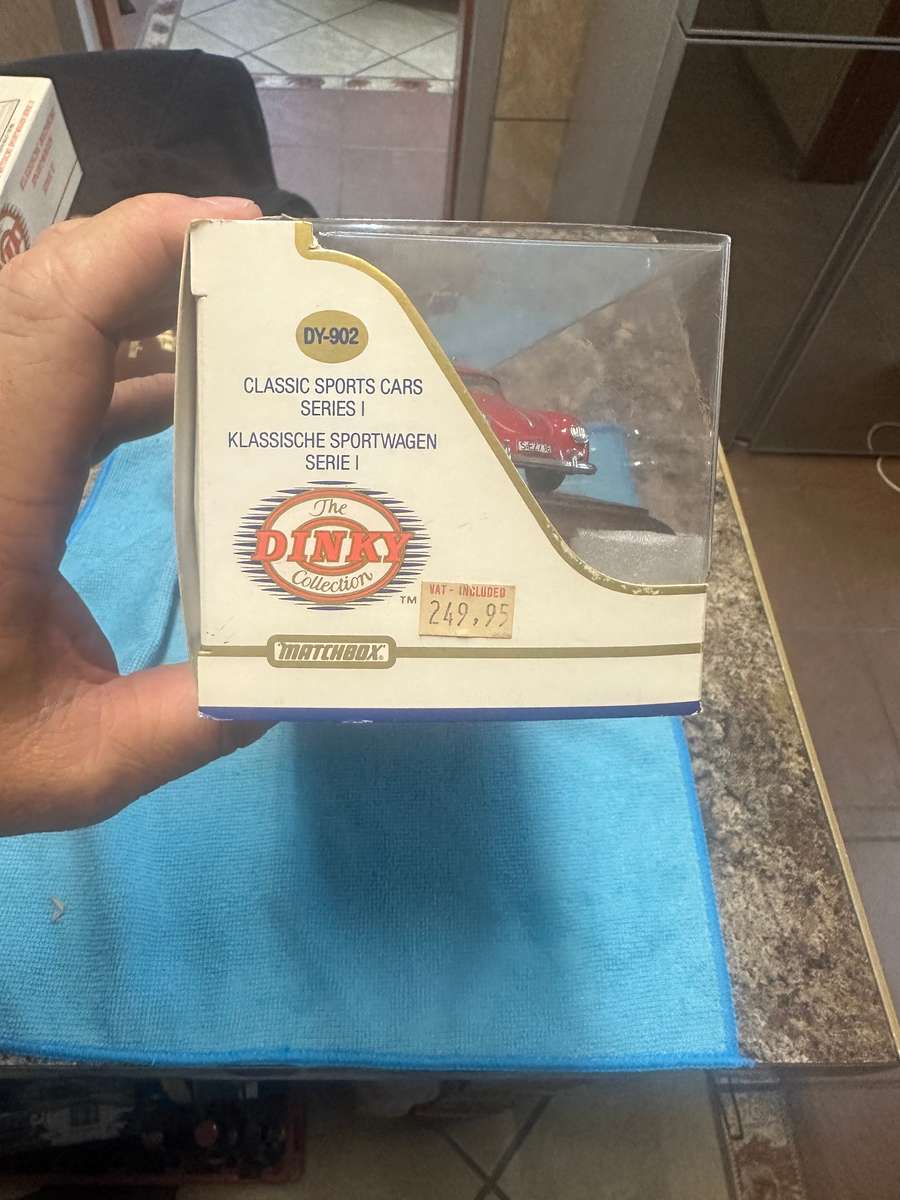 DY-902
CLASSIC SPORTS CARS
SERIES I
KLASSISCHE SPORTWAGEN
SERIE I
The
DINKY
Collection
TM
VAT - INCLUDED
249,95
MATCHBOX